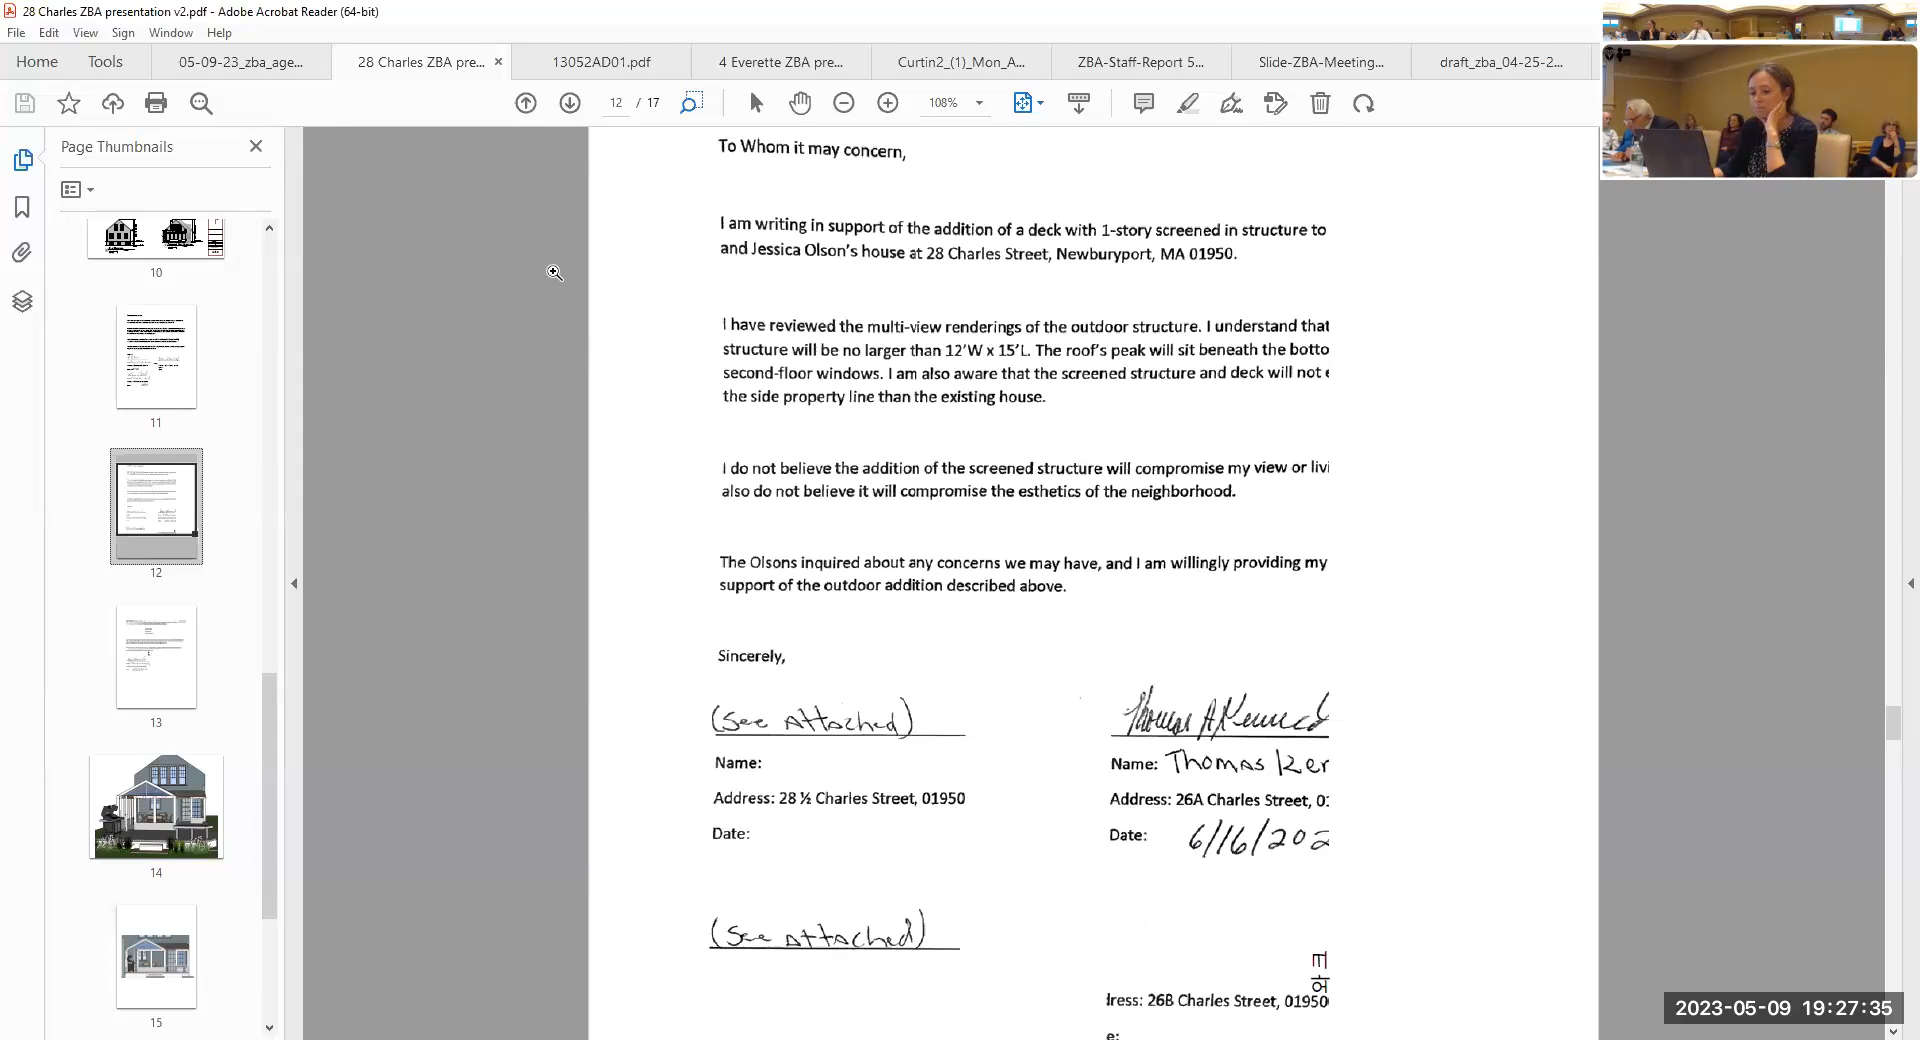 28 Charles ZBA presentation v2.pdf - Adobe Acrobat Reader (64-bit)
File Edit View Sign Window Help
Home Tools 05-09-23_zba_age... 28 Charles ZBA pre... × 13052AD01.pdf 4 Everette ZBA pre... Curtin2_(1)_Mon_A... ZBA-Staff-Report 5... Slide-ZBA-Meeting... draft_zba_04-25-2...
12 / 17 108%
Page Thumbnails
10
11
12
13
14
15
To Whom it may concern,
I am writing in support of the addition of a deck with 1-story screened in structure to
and Jessica Olson's house at 28 Charles Street, Newburyport, MA 01950.
I have reviewed the multi-view renderings of the outdoor structure. I understand that
structure will be no larger than 12'W x 15'L. The roof's peak will sit beneath the botto
second-floor windows. I am also aware that the screened structure and deck will not
the side property line than the existing house.
I do not believe the addition of the screened structure will compromise my view or livi
also do not believe it will compromise the esthetics of the neighborhood.
The Olsons inquired about any concerns we may have, and I am willingly providing my
support of the outdoor addition described above.
Sincerely,
(See Attached) Thomas A Kenned
Name: Name: Thomas Ken
Address: 28 ½ Charles Street, 01950 Address: 26A Charles Street, 01
Date: Date: 6/16/202
(See Attached)
dress: 26B Charles Street, 01950
e:
2023-05-09 19:27:35